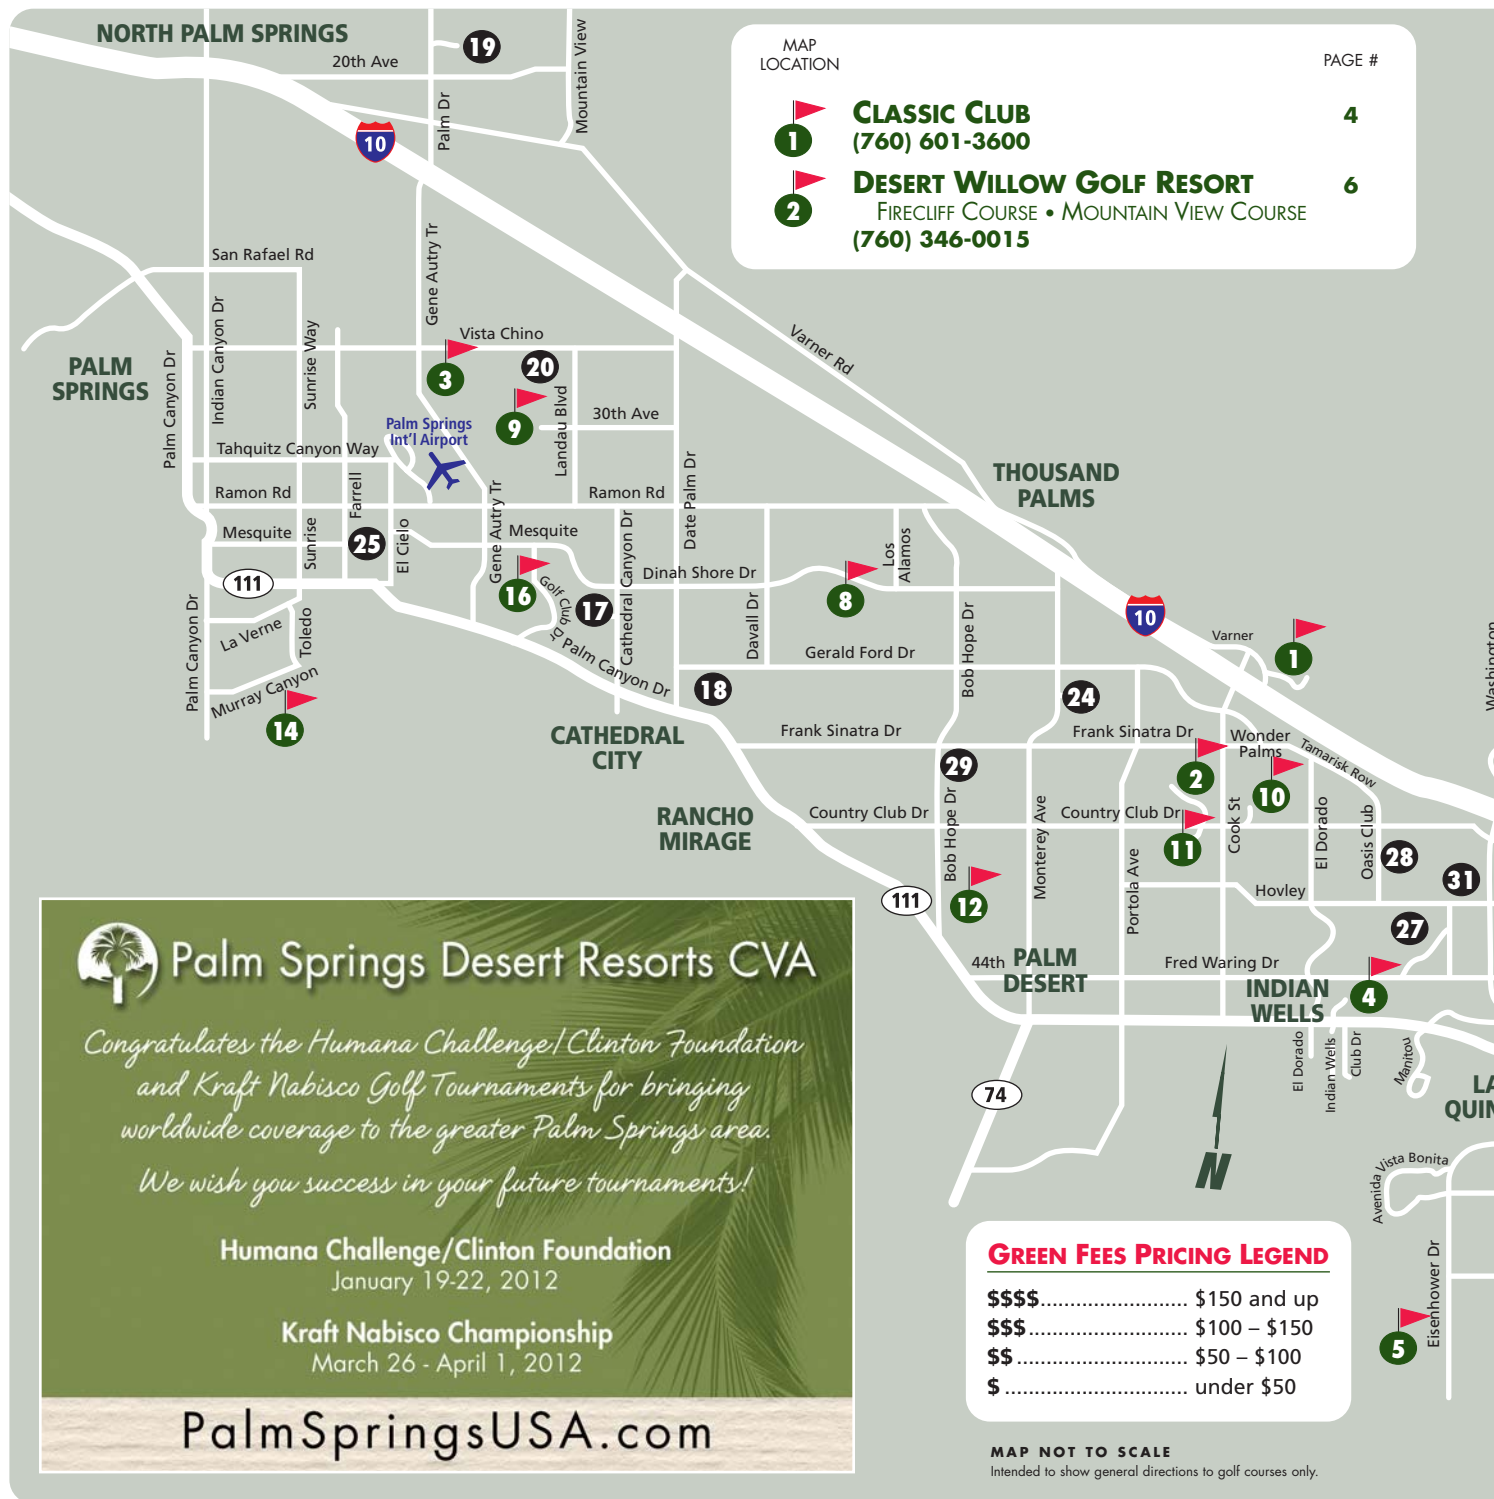 NORTH PALM SPRINGS
19
20th Ave
Mountain View
Palm Dr
10
MAP
LOCATION
PAGE #
1
CLASSIC CLUB
4
(760) 601-3600
2
DESERT WILLOW GOLF RESORT
6
FIRECLIFF COURSE • MOUNTAIN VIEW COURSE
(760) 346-0015
San Rafael Rd
Gene Autry Tr
Indian Canyon Dr
Sunrise Way
Vista Chino
Varner Rd
PALM
SPRINGS
Palm Canyon Dr
3
20
9
Landau Blvd
30th Ave
Palm Springs
Int'l Airport
Tahquitz Canyon Way
Date Palm Dr
THOUSAND
PALMS
Ramon Rd
Farrell
Gene Autry Tr
Ramon Rd
Mesquite
Sunrise
25
El Cielo
Mesquite
Cathedral Canyon Dr
Los
Alamos
111
16
Golf Club Dr
17
Dinah Shore Dr
8
10
Palm Canyon Dr
La Verne
Toledo
Murray Canyon
14
Palm Canyon Dr
Davall Dr
Gerald Ford Dr
Bob Hope Dr
Varner
1
Washington
18
24
CATHEDRAL
CITY
Frank Sinatra Dr
Frank Sinatra Dr
Wonder
Palms
Tamarisk Row
29
2
10
RANCHO
MIRAGE
Country Club Dr
Bob Hope Dr
Monterey Ave
Country Club Dr
11
Cook St
El Dorado
Oasis Club
28
31
111
12
Portola Ave
Hovley
27
44th
PALM
DESERT
Fred Waring Dr
INDIAN
WELLS
4
El Dorado
Indian Wells
Club Dr
Manitou
74
N
LA
QUIN
Avenida
Vista Bonita
Eisenhower Dr
5
Palm Springs Desert Resorts CVA
Congratulates the Humana Challenge/Clinton Foundation
and Kraft Nabisco Golf Tournaments for bringing
worldwide coverage to the greater Palm Springs area.
We wish you success in your future tournaments!
Humana Challenge/Clinton Foundation
January 19-22, 2012
Kraft Nabisco Championship
March 26 - April 1, 2012
PalmSpringsUSA.com
GREEN FEES PRICING LEGEND
$$$$......................... $150 and up
$$$........................... $100 – $150
$$............................. $50 – $100
$............................... under $50
MAP NOT TO SCALE
Intended to show general directions to golf courses only.